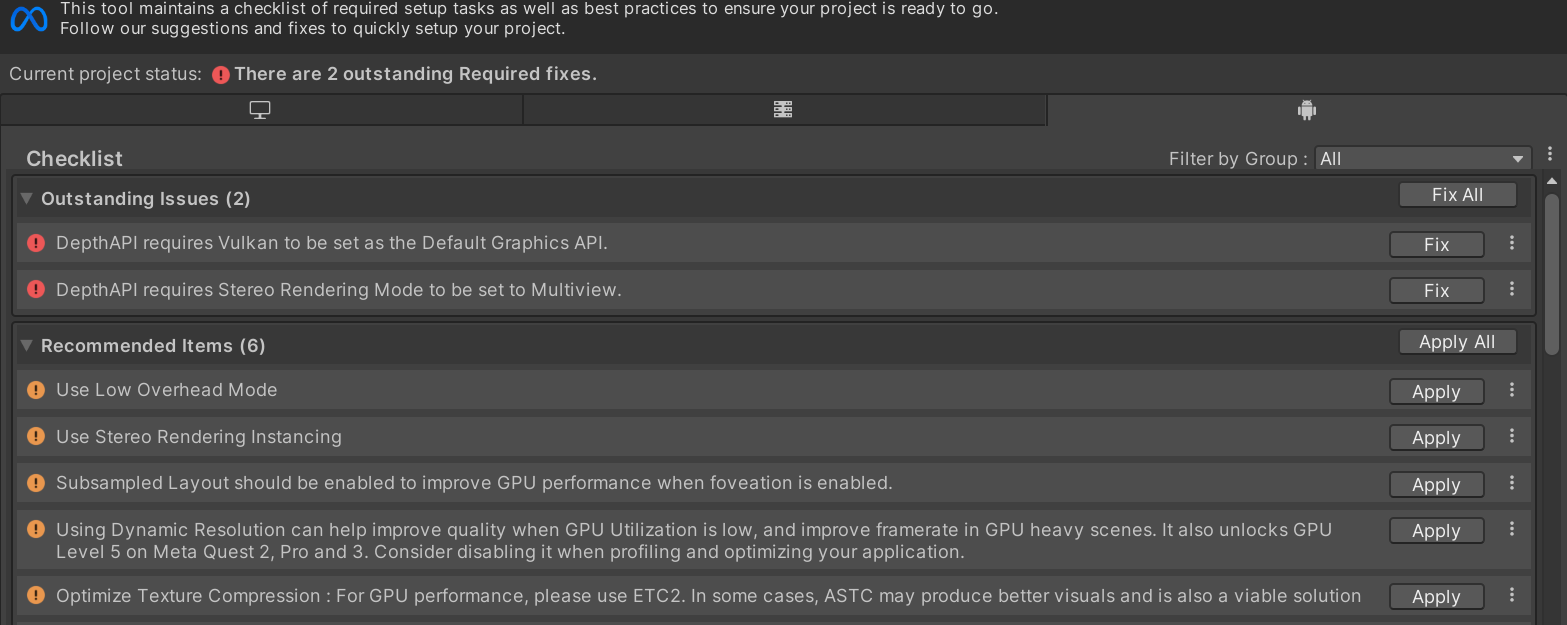 This tool maintains a checklist of required setup tasks as well as best practices to ensure your project is ready to go.
Follow our suggestions and fixes to quickly setup your project.
Current project status: There are 2 outstanding Required fixes.
Checklist
Filter by Group : All
Outstanding Issues (2) Fix All
DepthAPI requires Vulkan to be set as the Default Graphics API. Fix
DepthAPI requires Stereo Rendering Mode to be set to Multiview. Fix
Recommended Items (6) Apply All
Use Low Overhead Mode Apply
Use Stereo Rendering Instancing Apply
Subsampled Layout should be enabled to improve GPU performance when foveation is enabled. Apply
Using Dynamic Resolution can help improve quality when GPU Utilization is low, and improve framerate in GPU heavy scenes. It also unlocks GPU
Level 5 on Meta Quest 2, Pro and 3. Consider disabling it when profiling and optimizing your application. Apply
Optimize Texture Compression : For GPU performance, please use ETC2. In some cases, ASTC may produce better visuals and is also a viable solution Apply